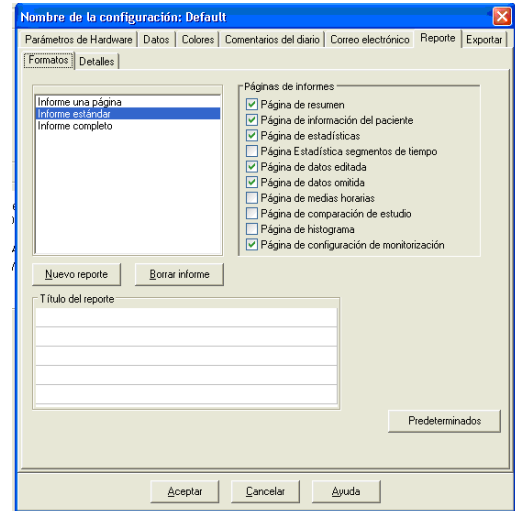 Nombre de la configuración: Default
Parámetros de Hardware
Datos
Colores
Comentarios del diario
Correo electrónico
Reporte
Exportar
Formatos
Detalles
Informe una página
Informe estándar
Informe completo
Páginas de informes
Página de resumen
Página de información del paciente
Página de estadísticas
Página Estadística segmentos de tiempo
Página de datos editada
Página de datos omitida
Página de medias horarias
Página de comparación de estudio
Página de histograma
Página de configuración de monitorización
Nuevo reporte
Borrar informe
Título del reporte
Predeterminados
Aceptar
Cancelar
Ayuda